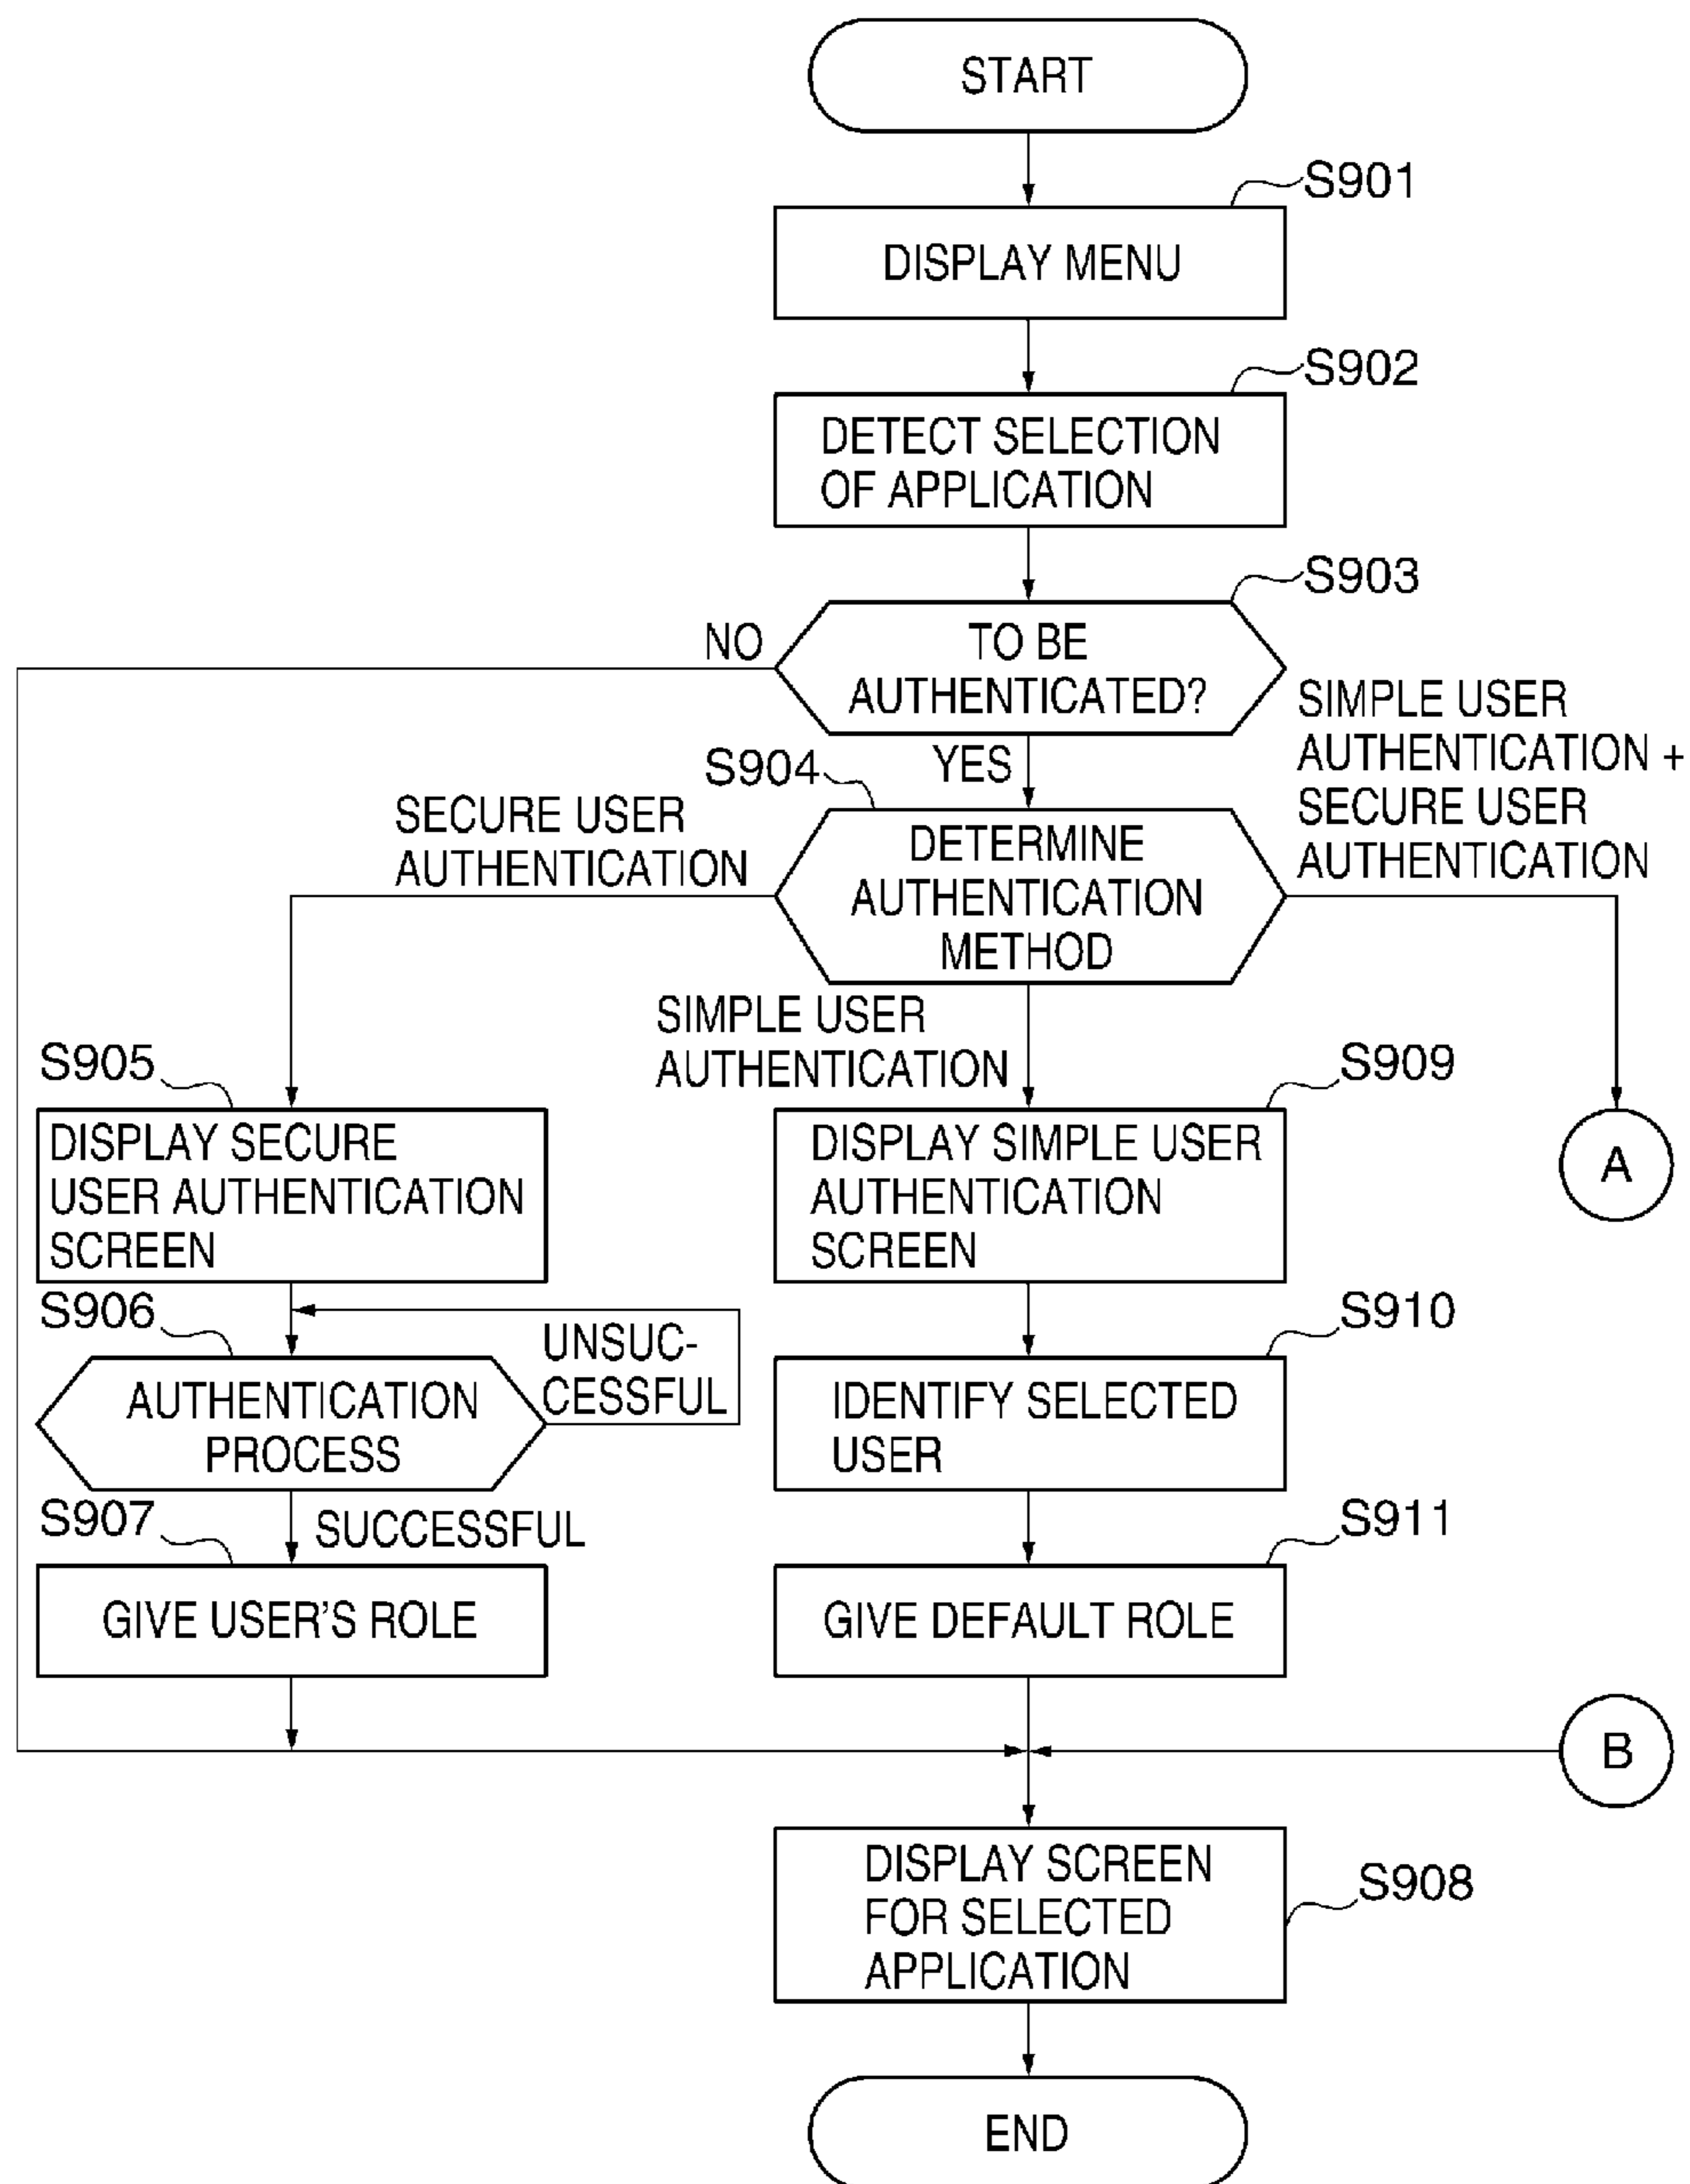 START
S901
DISPLAY MENU
S902
DETECT SELECTION
OF APPLICATION
S903
NO
TO BE
AUTHENTICATED?
SIMPLE USER
AUTHENTICATION +
SECURE USER
AUTHENTICATION
S904
YES
SECURE USER
AUTHENTICATION
DETERMINE
AUTHENTICATION
METHOD
SIMPLE USER
AUTHENTICATION
S905
DISPLAY SECURE
USER AUTHENTICATION
SCREEN
S909
DISPLAY SIMPLE USER
AUTHENTICATION
SCREEN
A
S906
UNSUC-
CESSFUL
AUTHENTICATION
PROCESS
S910
IDENTIFY SELECTED
USER
S907
SUCCESSFUL
GIVE USER'S ROLE
S911
GIVE DEFAULT ROLE
B
DISPLAY SCREEN
FOR SELECTED
APPLICATION
S908
END